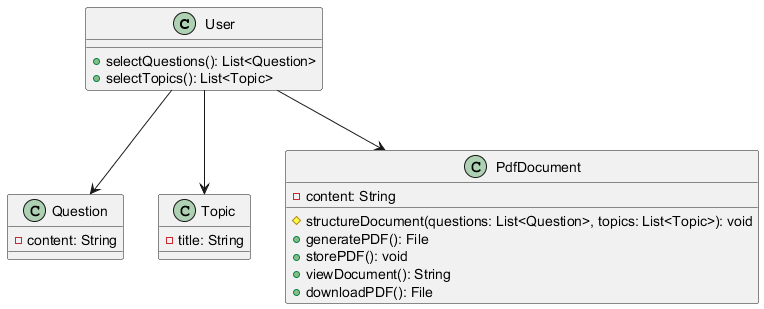 C User
selectQuestions(): List<Question>
selectTopics(): List<Topic>
C Question
content: String
C Topic
title: String
C PdfDocument
content: String
structureDocument(questions: List<Question>, topics: List<Topic>): void
generatePDF(): File
storePDF(): void
viewDocument(): String
downloadPDF(): File